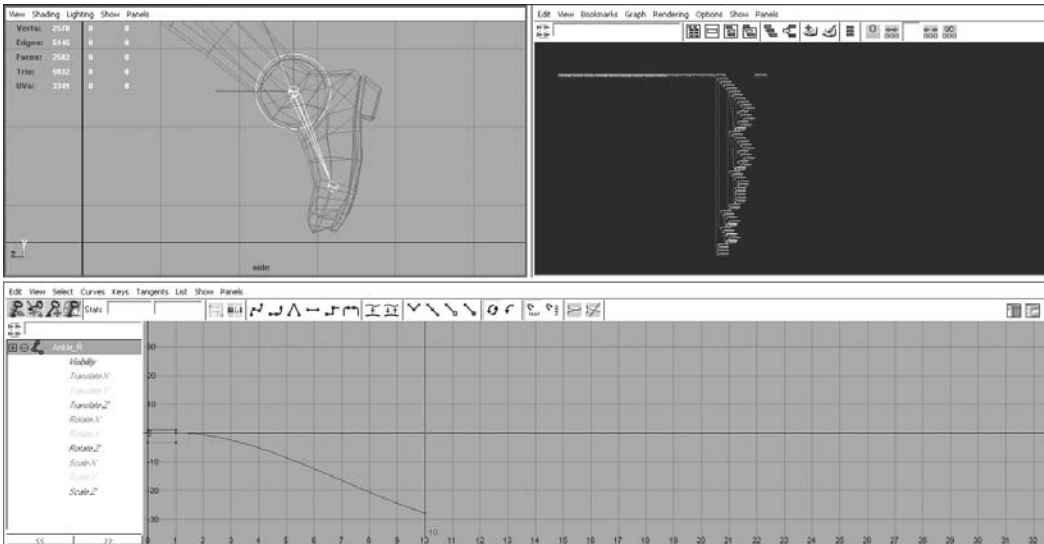 View Shading Lighting Show Panels
Verts: 2570 0 0
Edges: 5145 0 0
Faces: 2582 0 0
Tris: 0 0
UVs: 0 0
z
side
Edit View Bookmarks Graph Rendering Options Show Panels
Edit View Select Curves Keys Tangents List Show Panels
Stats
Ankle_R
Visibility
Translate X
Translate Y
Translate Z
Rotate X
Rotate Y
Rotate Z
Scale X
Scale Y
Scale Z
<< >>
30
20
10
0
-10
-20
-30
10
0 1 2 3 4 5 6 7 8 9 10 11 12 13 14 15 16 17 18 19 20 21 22 23 24 25 26 27 28 29 30 31 32